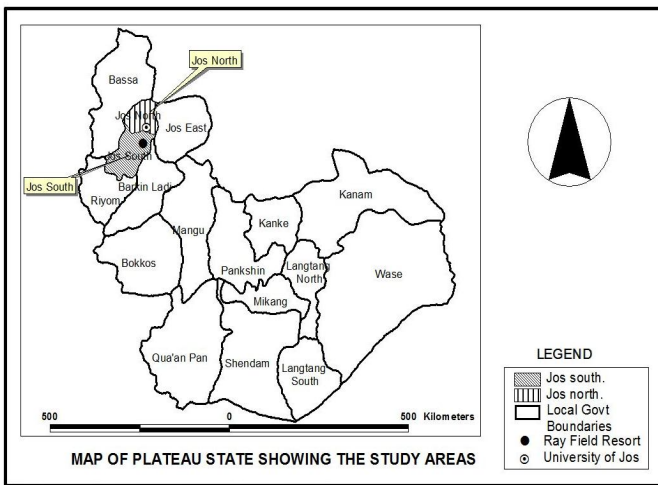 Jos North
Bassa
Jos North
Jos East
Jos South
Jos South
Riyom
Barkin Ladi
Kanam
Mangu
Kanke
Bokkos
Pankshin
Langtang
North
Wase
Mikang
Qua'an Pan
Shendam
Langtang
South
500 0 500 Kilometers
MAP OF PLATEAU STATE SHOWING THE STUDY AREAS
LEGEND
Jos south.
Jos north.
Local Govt
Boundaries
Ray Field Resort
University of Jos